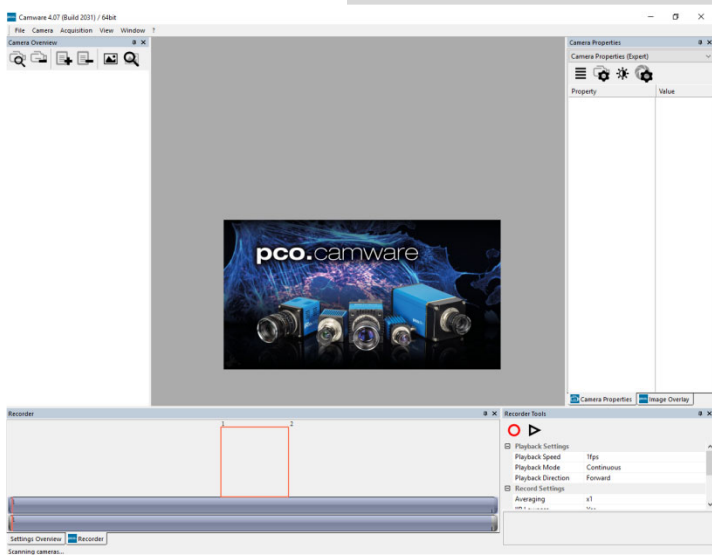 Camware 4.07 (Build 2031) / 64bit
File Camera Acquisition View Window ?
Camera Overview
pco.camware
Camera Properties
Camera Properties (Expert)
Property Value
Camera Properties Image Overlay
Recorder
1 2
Settings Overview Recorder
Recorder Tools
Playback Settings
Playback Speed 1fps
Playback Mode Continuous
Playback Direction Forward
Record Settings
Averaging x1
Scanning cameras...